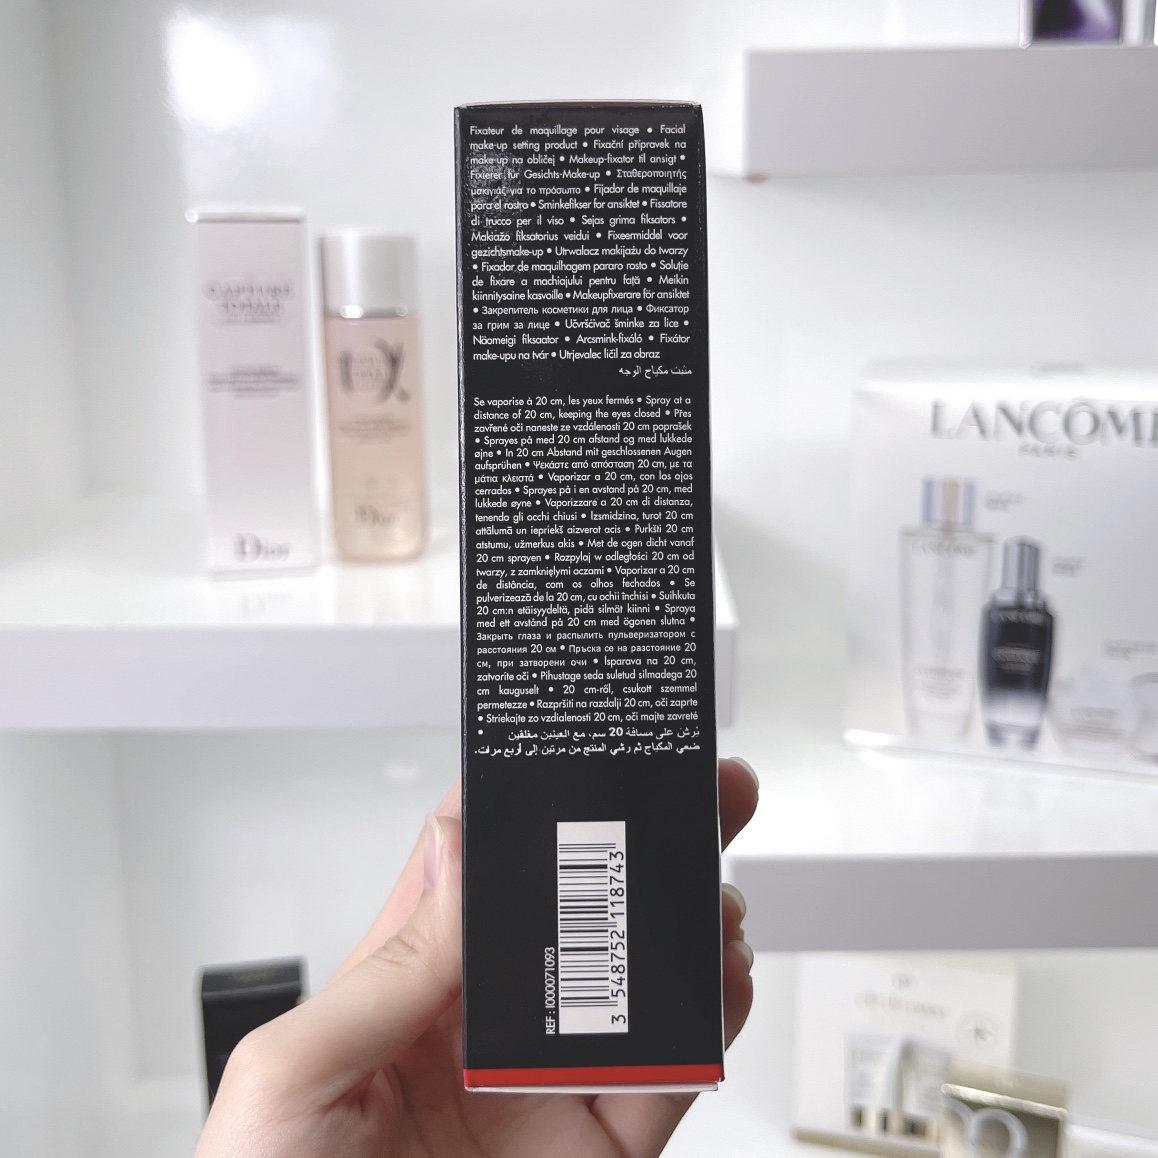 Fixateur de maquillage pour visage • Facial
make-up setting product • Fixační přípravek na
make-up na obličej • Makeup-fixator til ansigt •
Fixierer für Gesichts-Make-up • Σταθεροποιητής
μακιγιάζ για το πρόσωπο • Fijador de maquillaje
para el rostro • Sminkefikser for ansiktet • Fissatore
di trucco per il viso • Sejas grima fiksators •
Makiažo fiksatorius veidui • Fixeermiddel voor
gezichtsmake-up • Utrwalacz makijażu do twarzy
• Fixador de maquilhagem pararo rosto • Soluție
de fixare a machiajului pentru față • Meikin
kiinnitysaine kasvoille • Makeupfixerare för ansiktet
• Закрепитель косметики для лица • Фиксатор
за грим за лице • Učvršćivač šminke za lice •
Näomeigi fiksaator • Arcsmink-fixáló • Fixátor
make-upu na tvár • Utrjevalec ličil za obraz
مثبت مكياج الوجه
Se vaporise à 20 cm, les yeux fermés • Spray at a
distance of 20 cm, keeping the eyes closed • Přes
zavřené oči naneste ze vzdálenosti 20 cm poprašek
• Sprayes på med 20 cm afstand og med lukkede
øjne • In 20 cm Abstand mit geschlossenen Augen
aufsprühen • Ψεκάστε από απόσταση 20 cm, με τα
μάτια κλειστά • Vaporizar a 20 cm, con los ojos
cerrados • Sprayes på i en avstand på 20 cm, med
lukkede øyne • Vaporizzare a 20 cm di distanza,
tenendo gli occhi chiusi • Izsmidzina, turot 20 cm
attālumā un iepriekš aizverot acis • Purkšti 20 cm
atstumu, užmerkus akis • Met de ogen dicht vanaf
20 cm sprayen • Rozpylaj w odległości 20 cm od
twarzy, z zamkniętymi oczami • Vaporizar a 20 cm
de distância, com os olhos fechados • Se
pulverizează de la 20 cm, cu ochii închisi • Suihkuta
20 cm:n etäisyydeltä, pidä silmät kiinni • Spraya
med ett avstånd på 20 cm med ögonen slutna •
Закрыть глаза и распылить пульверизатором с
расстояния 20 см • Пръска се на разстояние 20
см, при затворени очи • Isparava na 20 cm,
zatvorite oči • Pihustage seda suletud silmadega 20
cm kauguselt • 20 cm-ről, csukott szemmel
permetezze • Razpršiti na razdalji 20 cm, oči zaprte
• Striekajte zo vzdialenosti 20 cm, oči majte zavreté
• يُرش على مسافة 20 سم، مع العينين مغلقين
ضعي المكياج ثم رشي المنتج من مرتين إلى أربع مرات.
REF : I000071093
3 548752 118743
CAPTURE
TOTALE
Dior
Dior
LANCÔME
PARIS
LANCÔME
LANCÔME